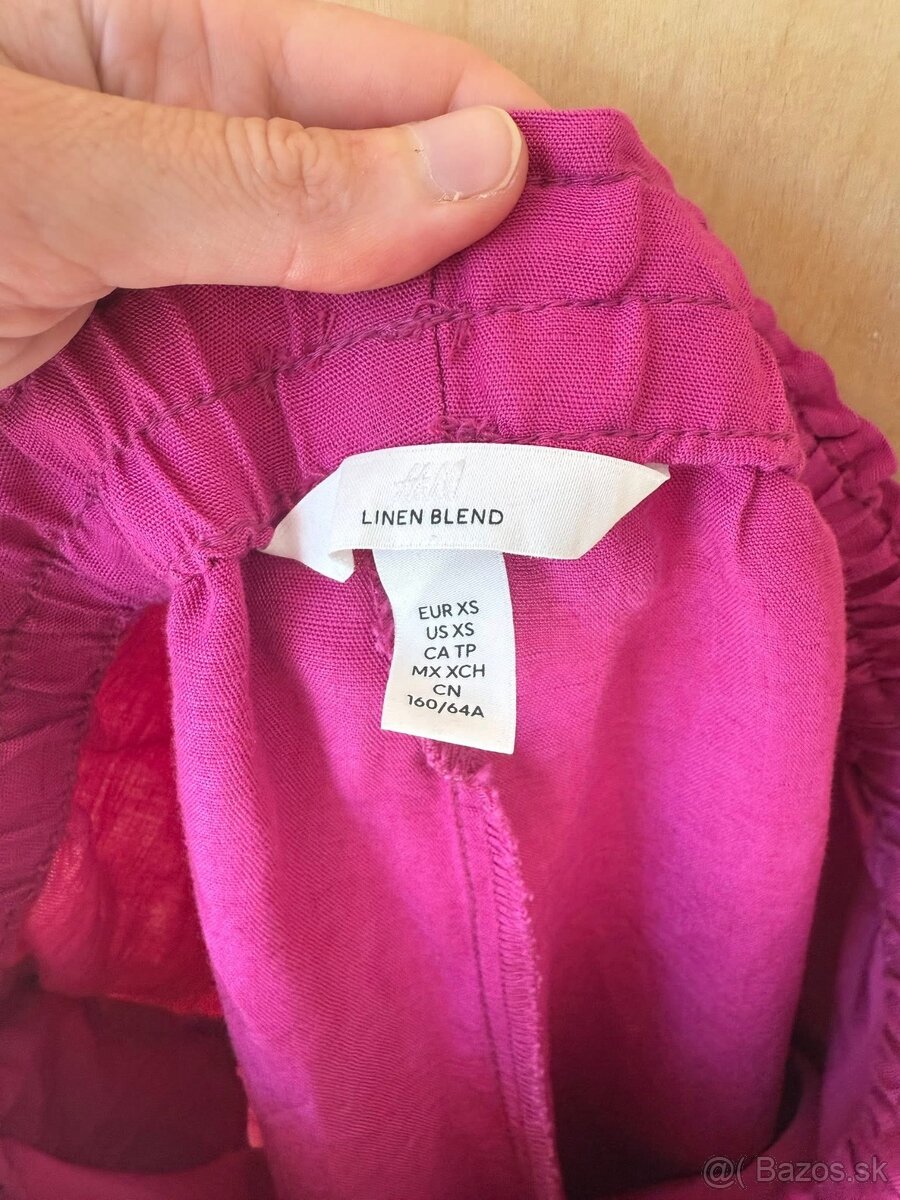 H&M
LINEN BLEND
EUR XS
US XS
CA TP
MX XCH
CN
160/64A
@( Bazos.sk